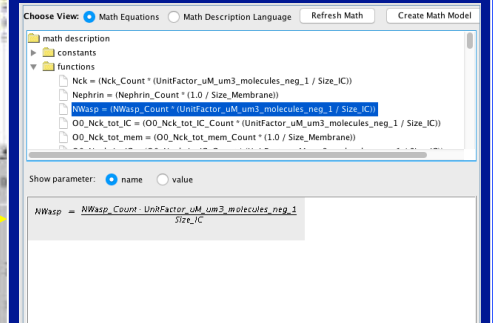 Choose View: Math Equations Math Description Language Refresh Math Create Math Model
math description
constants
functions
Nck = (Nck_Count * (UnitFactor_uM_um3_molecules_neg_1 / Size_IC))
Nephrin = (Nephrin_Count * (1.0 / Size_Membrane))
NWasp = (NWasp_Count * (UnitFactor_uM_um3_molecules_neg_1 / Size_IC))
O0_Nck_tot_IC = (O0_Nck_tot_IC_Count * (UnitFactor_uM_um3_molecules_neg_1 / Size_IC))
O0_Nck_tot_mem = (O0_Nck_tot_mem_Count * (1.0 / Size_Membrane))
Show parameter: name value
NWasp = NWasp_Count · UnitFactor_uM_um3_molecules_neg_1
Size_IC